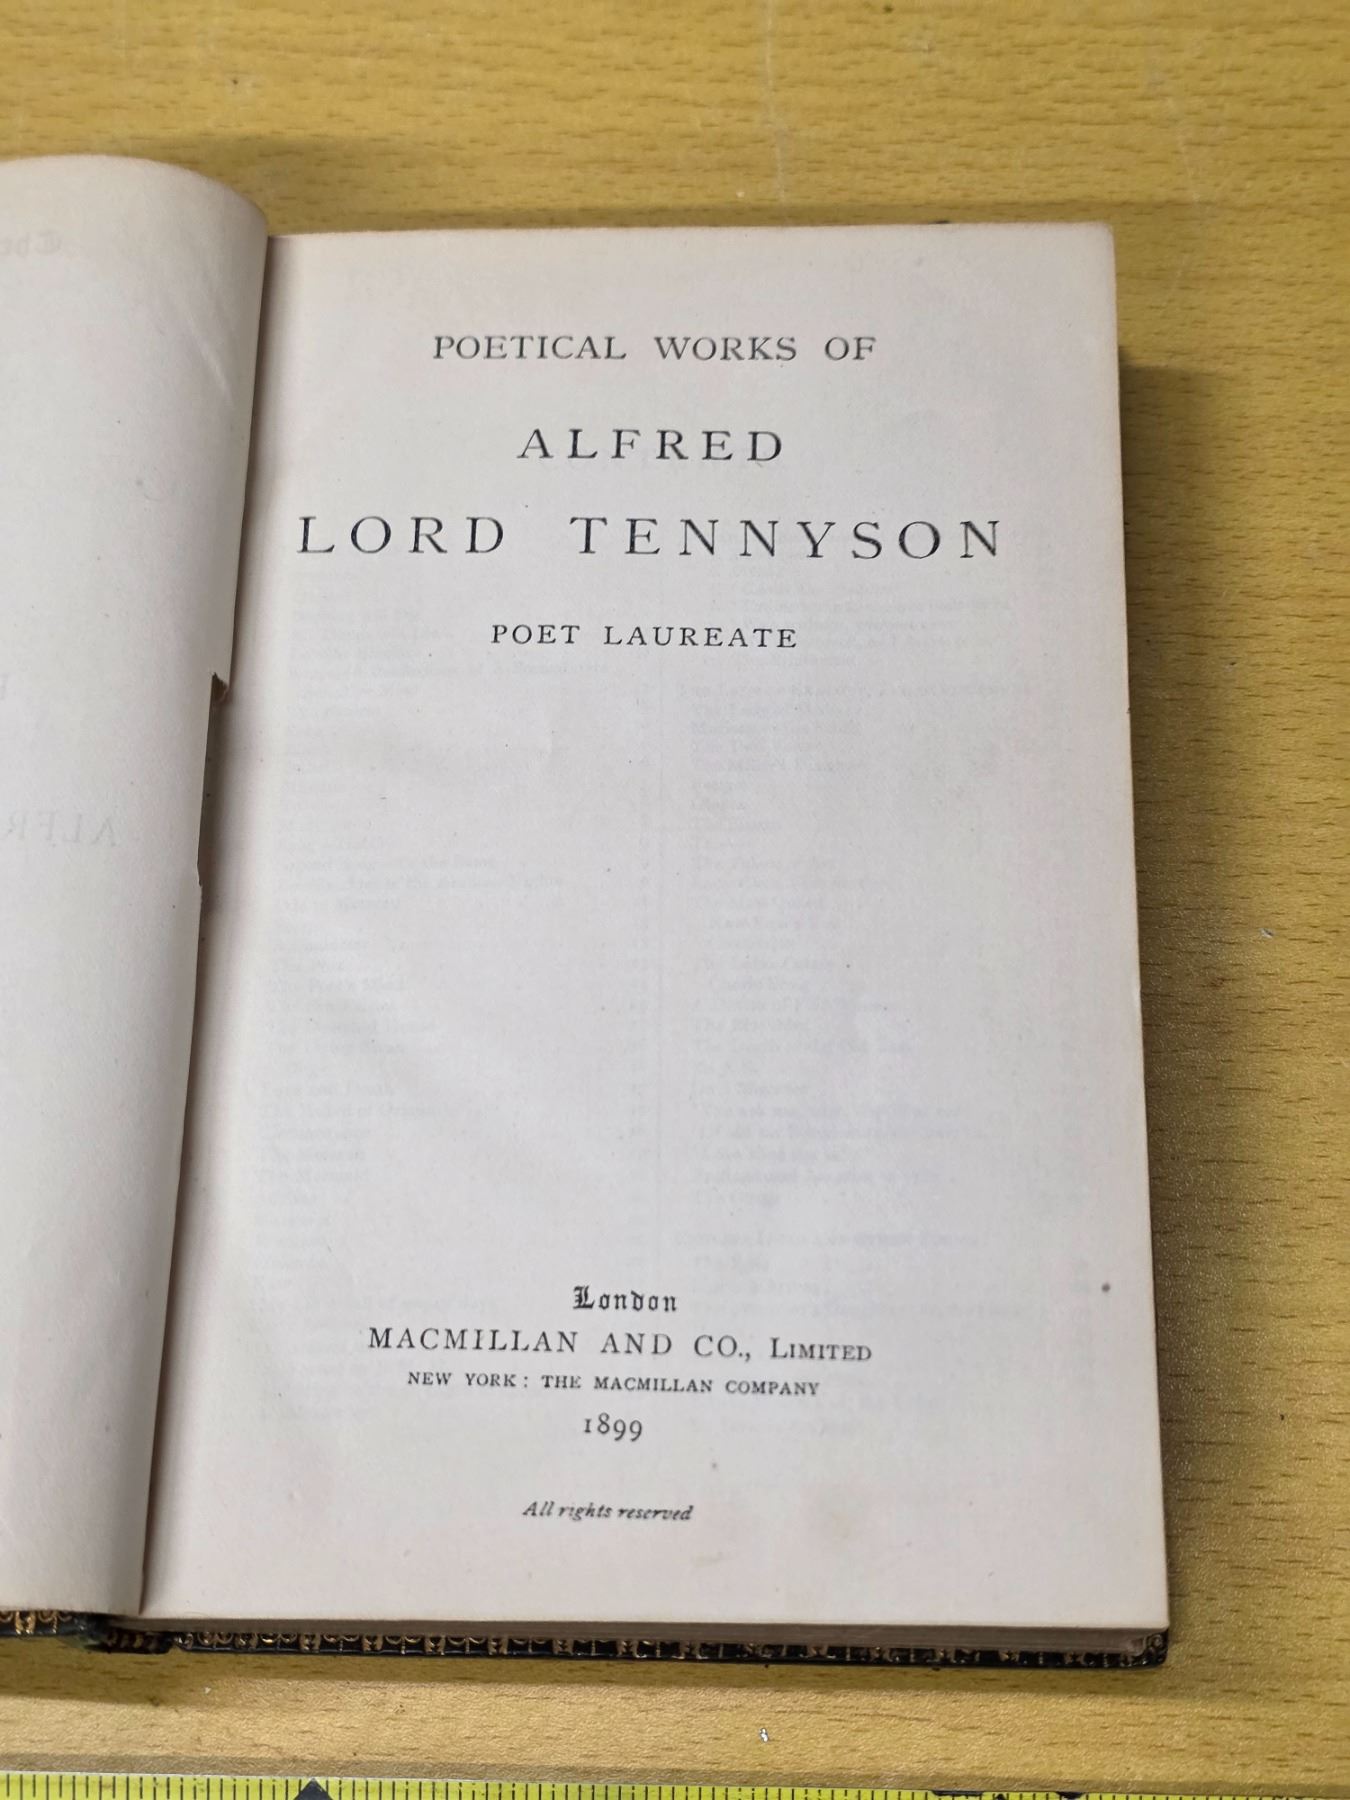 POETICAL WORKS OF
ALFRED
LORD TENNYSON
POET LAUREATE
London
MACMILLAN AND CO., LIMITED
NEW YORK: THE MACMILLAN COMPANY
1899
All rights reserved